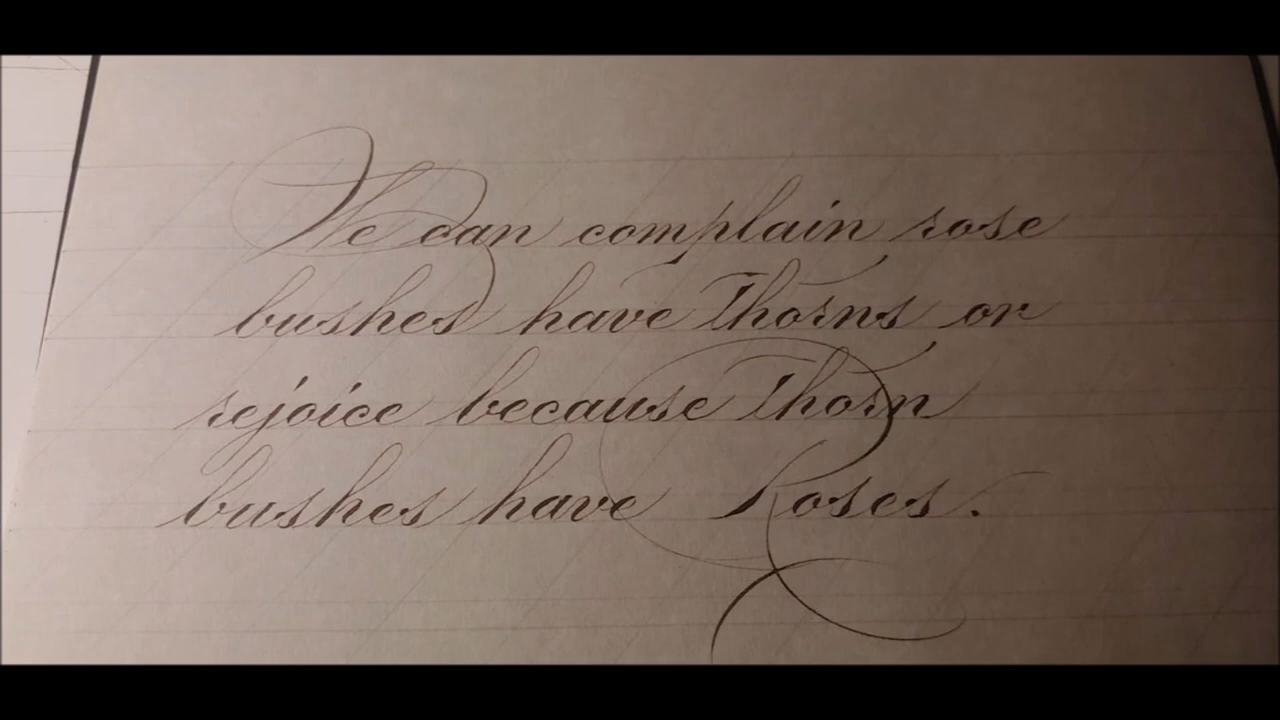 We can complain rose
bushes have Thorns or
rejoice because Thorn
bushes have Roses.